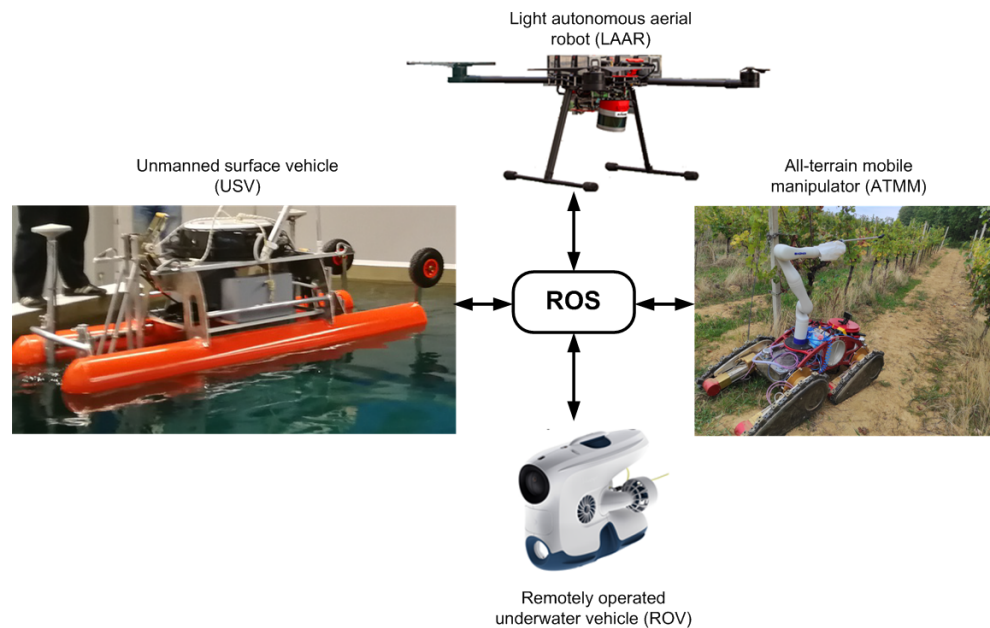 Light autonomous aerial
robot (LAAR)
Unmanned surface vehicle
(USV)
All-terrain mobile
manipulator (ATMM)
ROS
Remotely operated
underwater vehicle (ROV)